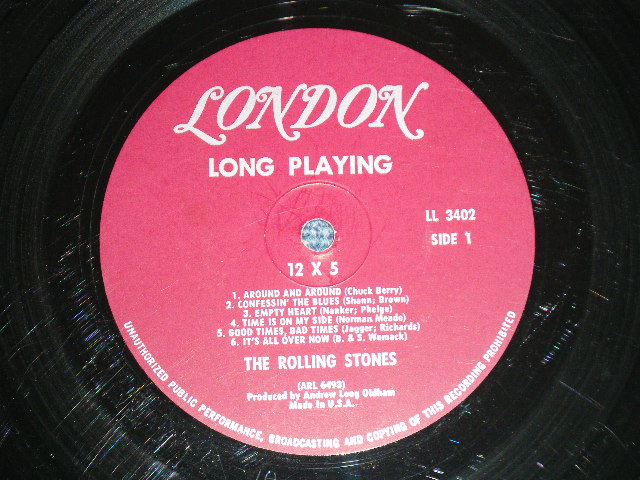 LONDON
LONG PLAYING
LL 3402
SIDE 1
12 X 5
1. AROUND AND AROUND (Chuck Berry)
2. CONFESSIN' THE BLUES (Shann; Brown)
3. EMPTY HEART (Nanker; Phelge)
4. TIME IS ON MY SIDE (Norman Meade)
5. GOOD TIMES, BAD TIMES (Jagger; Richards)
6. IT'S ALL OVER NOW (B. & S. Womack)
THE ROLLING STONES
(ARL 6493)
Produced by Andrew Loog Oldham
Made In U.S.A.
UNAUTHORIZED PUBLIC PERFORMANCE, BROADCASTING AND COPYING OF THIS RECORDING PROHIBITED